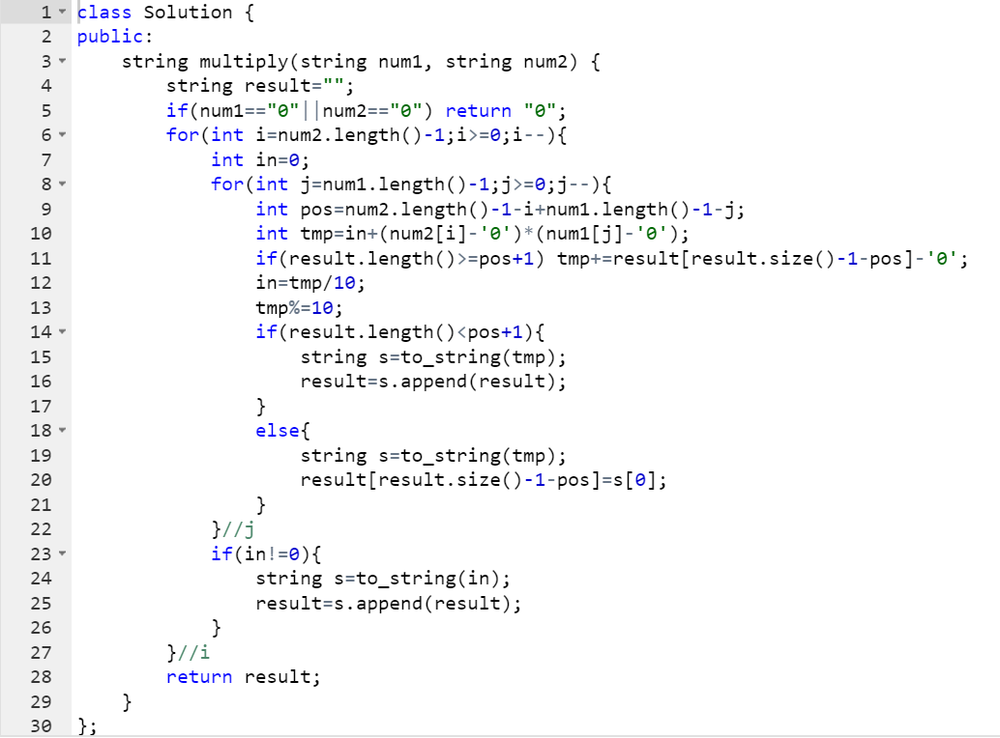 1 class Solution {
2 public:
3     string multiply(string num1, string num2) {
4         string result="";
5         if(num1=="0"||num2=="0") return "0";
6         for(int i=num2.length()-1;i>=0;i--){
7             int in=0;
8             for(int j=num1.length()-1;j>=0;j--){
9                 int pos=num2.length()-1-i+num1.length()-1-j;
10                 int tmp=in+(num2[i]-'0')*(num1[j]-'0');
11                 if(result.length()>=pos+1) tmp+=result[result.size()-1-pos]-'0';
12                 in=tmp/10;
13                 tmp%=10;
14                 if(result.length()<pos+1){
15                     string s=to_string(tmp);
16                     result=s.append(result);
17                 }
18                 else{
19                     string s=to_string(tmp);
20                     result[result.size()-1-pos]=s[0];
21                 }
22             }//j
23             if(in!=0){
24                 string s=to_string(in);
25                 result=s.append(result);
26             }
27         }//i
28         return result;
29     }
30 };